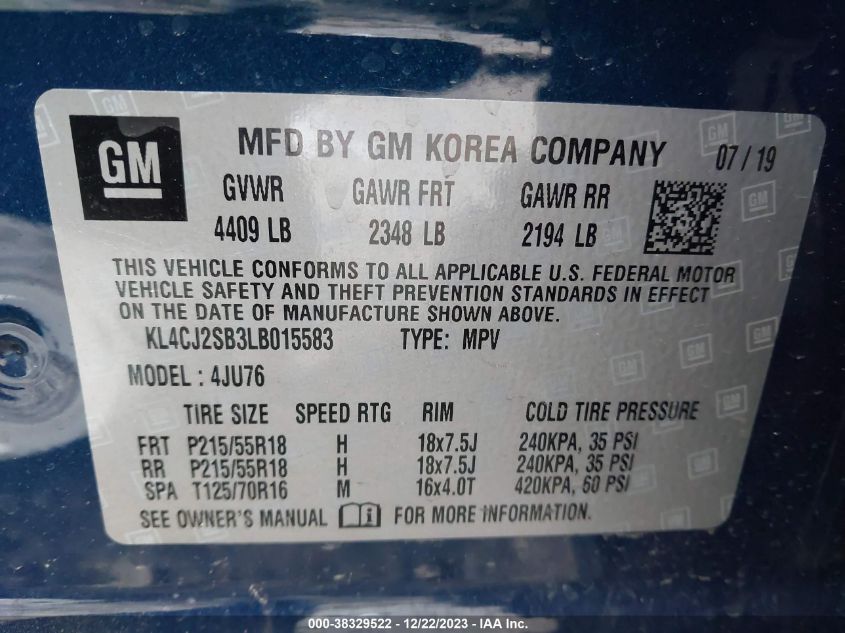 GM
MFD BY GM KOREA COMPANY 07 / 19
GVWR GAWR FRT GAWR RR
4409 LB 2348 LB 2194 LB
THIS VEHICLE CONFORMS TO ALL APPLICABLE U.S. FEDERAL MOTOR
VEHICLE SAFETY AND THEFT PREVENTION STANDARDS IN EFFECT
ON THE DATE OF MANUFACTURE SHOWN ABOVE.
KL4CJ2SB3LB015583 TYPE: MPV
MODEL : 4JU76
TIRE SIZE SPEED RTG RIM COLD TIRE PRESSURE
FRT P215/55R18 H 18x7.5J 240KPA, 35 PSI
RR P215/55R18 H 18x7.5J 240KPA, 35 PSI
SPA T125/70R16 M 16x4.0T 420KPA, 60 PSI
SEE OWNER'S MANUAL FOR MORE INFORMATION.
000-38329522 - 12/22/2023 - IAA Inc.